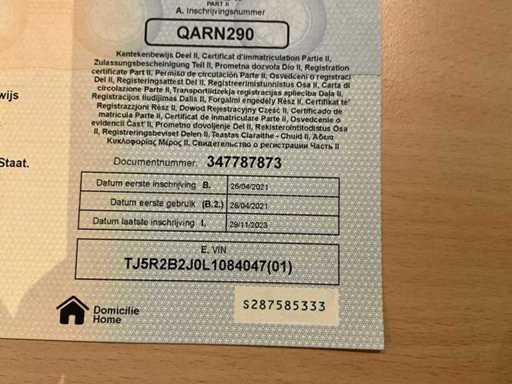 PART II
A. Inschrijvingsnummer
QARN290
Kentekenbewijs Deel II, Certificat d'immatriculation Partie II,
Zulassungsbescheinigung Teil II, Prometna dozvola Dio II, Registration
certificate Part II, Permiso de circulación Parte II, Osvedčení o registraci
Del II, Registreringsattest Del II, Registreerimistunnistus Osa II, Carta di
circolazione Parte II, Transportlīdzekļa reģistrācijas apliecība Daļa II,
Registracijos liudijimas Dalis II, Forgalmi engedély Rész II, Ċertifikat ta'
Reġistrazzjoni Rész II, Dowód Rejestracyjny Część II, Certificado de
matrícula Parte II, Certificat de înmatriculare Partea II, Osvedčenie o
evidencii Časť II, Prometno dovoljenje Del II, Rekisteröintitodistus Osa
II, Registreringsbeviset Delen II, Teastas Cláraithe - Chuid II, Άδεια
Κυκλοφορίας Μέρος II, Свидетелство о регистрации Часть II
wijs
Staat.
Documentnummer: 347787873
Datum eerste inschrijving B. 26/04/2021
Datum eerste gebruik (B.2.) 26/04/2021
Datum laatste inschrijving I. 29/11/2023
E. VIN
TJ5R2B2J0L1084047(01)
Domicilie
Home
S287585333